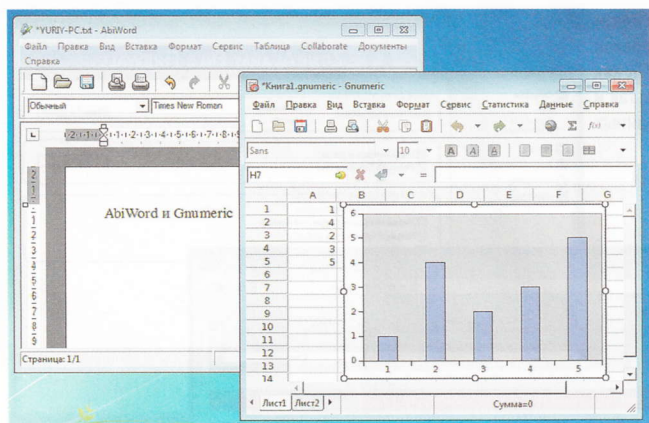 *YURIY-PC.txt - AbiWord
Файл Правка Вид Вставка Формат Сервис Таблица Collaborate Документы
Справка
Обычный Times New Roman
AbiWord и Gnumeric
Страница: 1/1
*Книга1.gnumeric - Gnumeric
Файл Правка Вид Вставка Формат Сервис Статистика Данные Справка
Sans 10 A A A
H7 =
A B C D E F G
1 1
2 4
3 2
4 3
5 5
6
7
8
9
10
11
12
13
14
6
5
4
3
2
1
0
1 2 3 4 5
Лист1 Лист2 Сумма=0